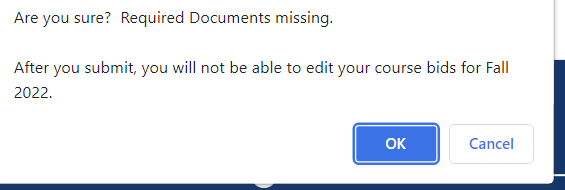 Are you sure?  Required Documents missing.
After you submit, you will not be able to edit your course bids for Fall
2022.
OK
Cancel